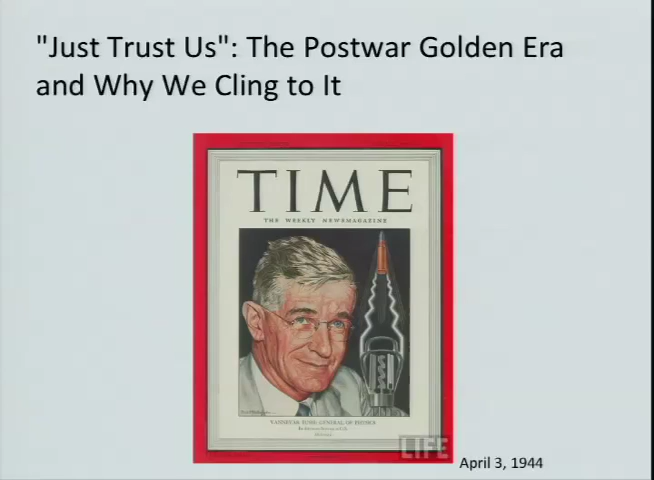 "Just Trust Us": The Postwar Golden Era
and Why We Cling to It
TIME
THE WEEKLY NEWSMAGAZINE
LIFE
April 3, 1944